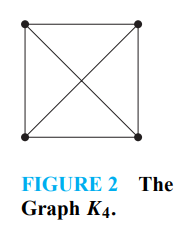 FIGURE 2 The
Graph K4.